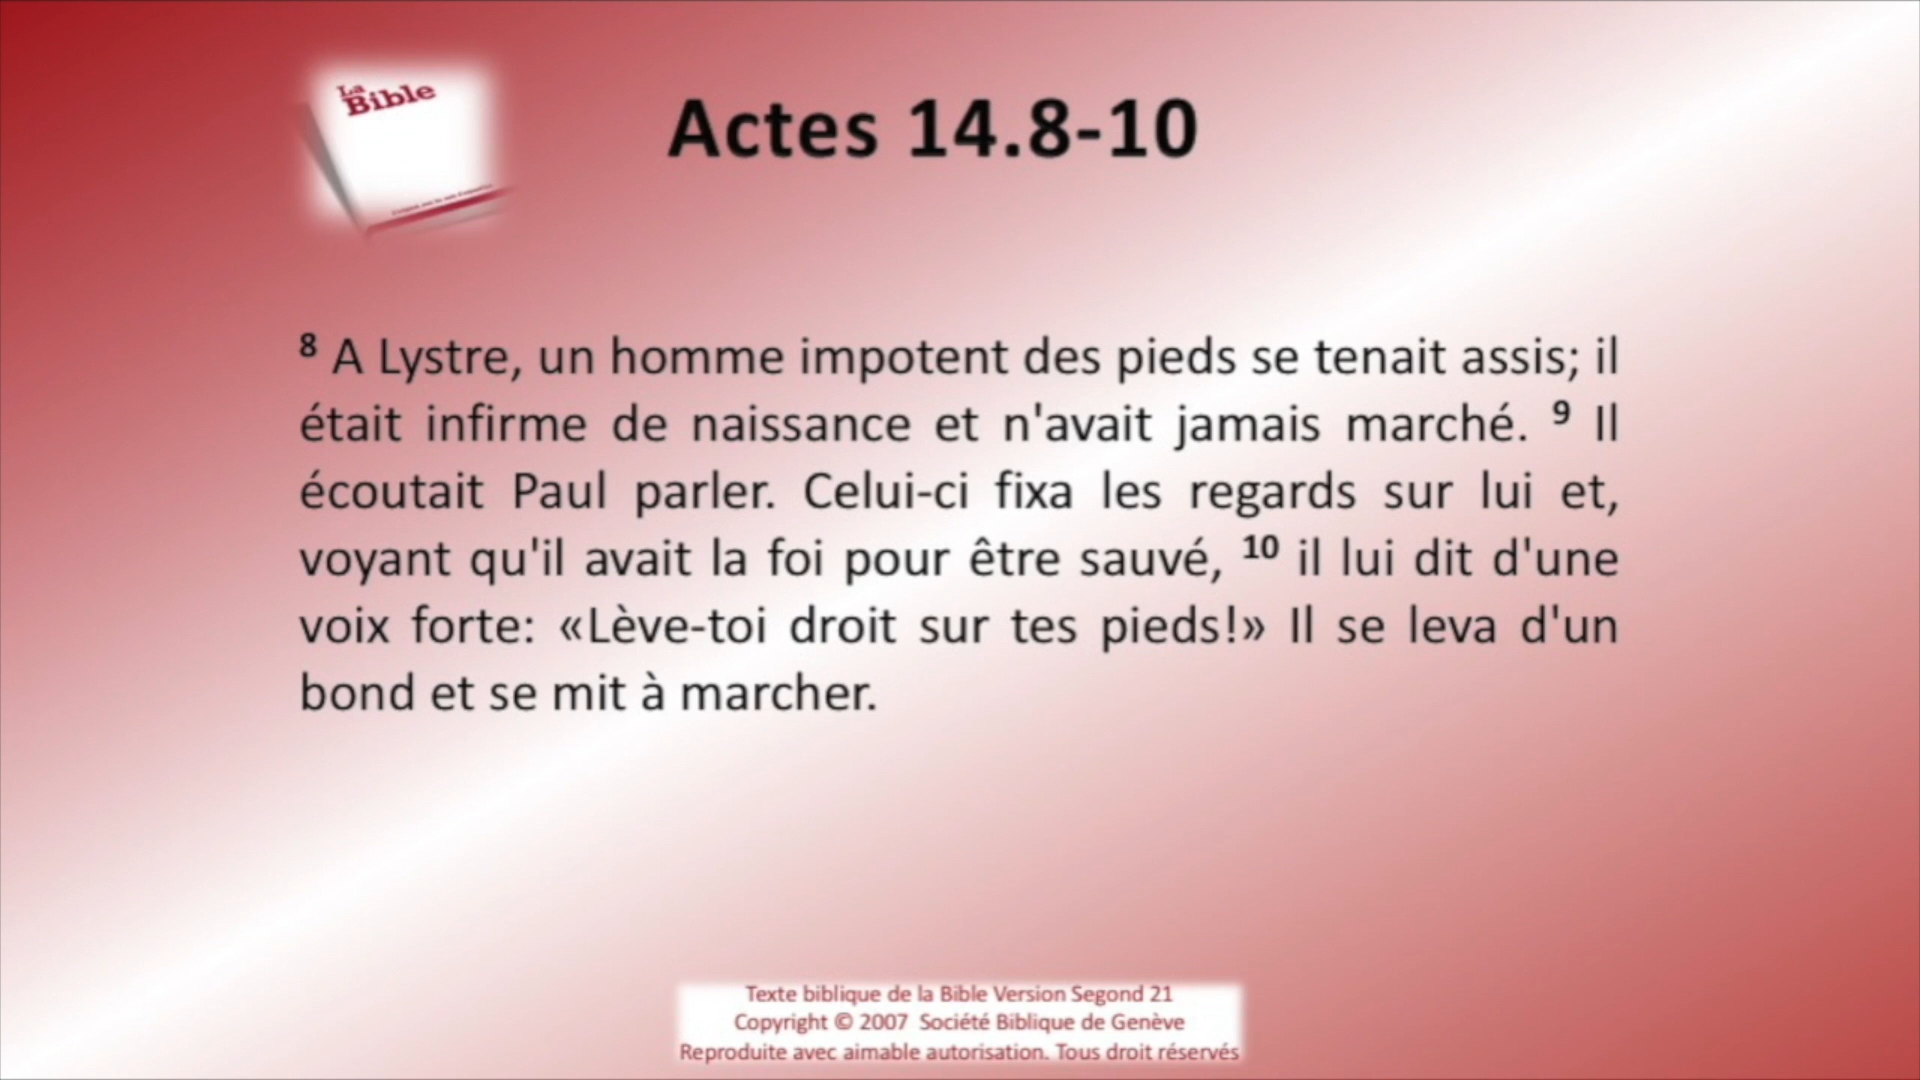 La
Bible
Actes 14.8-10
8 A Lystre, un homme impotent des pieds se tenait assis; il
était infirme de naissance et n'avait jamais marché. 9 Il
écoutait Paul parler. Celui-ci fixa les regards sur lui et,
voyant qu'il avait la foi pour être sauvé, 10 il lui dit d'une
voix forte: «Lève-toi droit sur tes pieds!» Il se leva d'un
bond et se mit à marcher.
Texte biblique de la Bible Version Segond 21
Copyright © 2007 Société Biblique de Genève
Reproduite avec aimable autorisation. Tous droit réservés